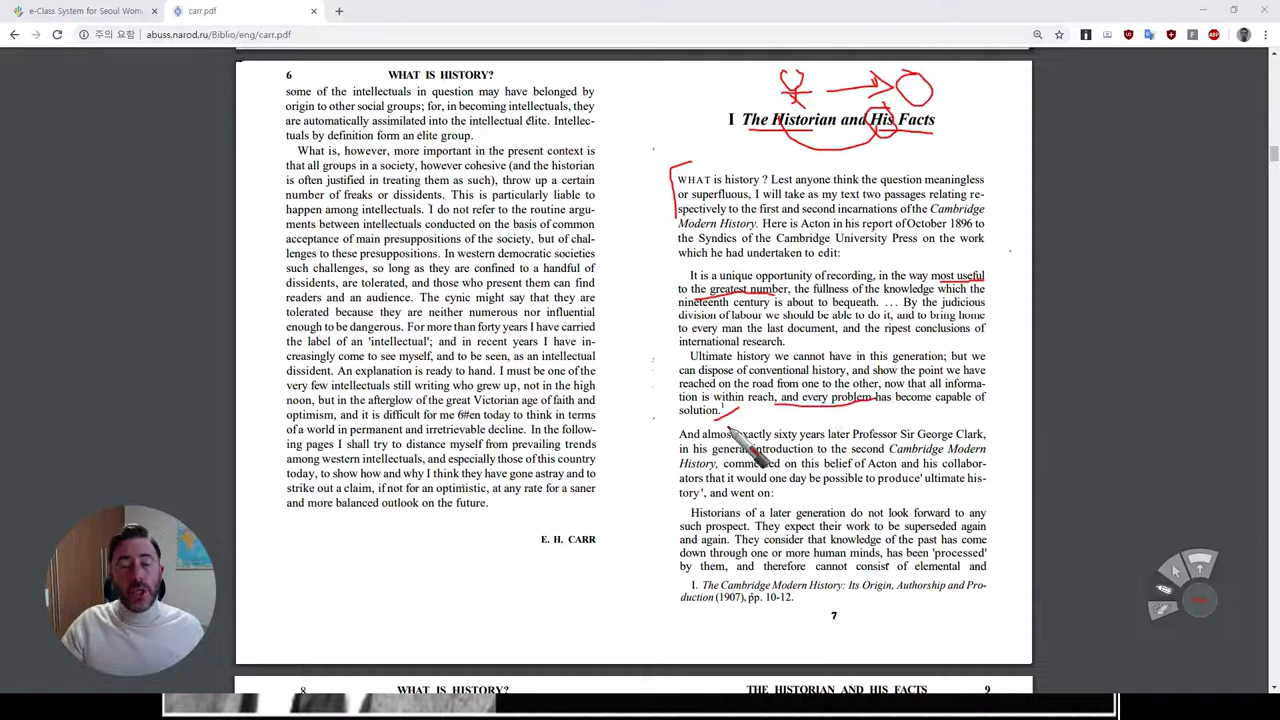 e-Class System for Seoul Wom
carr.pdf
주의 요함
abuss.narod.ru/Biblio/eng/carr.pdf
6 WHAT IS HISTORY?
some of the intellectuals in question may have belonged by
origin to other social groups; for, in becoming intellectuals, they
are automatically assimilated into the intellectual élite. Intellec-
tuals by definition form an élite group.
What is, however, more important in the present context is
that all groups in a society, however cohesive (and the historian
is often justified in treating them as such), throw up a certain
number of freaks or dissidents. This is particularly liable to
happen among intellectuals. I do not refer to the routine argu-
ments between intellectuals conducted on the basis of common
acceptance of main presuppositions of the society, but of chal-
lenges to these presuppositions. In western democratic societies
such challenges, so long as they are confined to a handful of
dissidents, are tolerated, and those who present them can find
readers and an audience. The cynic might say that they are
tolerated because they are neither numerous nor influential
enough to be dangerous. For more than forty years I have carried
the label of an 'intellectual'; and in recent years I have in-
creasingly come to see myself, and to be seen, as an intellectual
dissident. An explanation is ready to hand. I must be one of the
very few intellectuals still writing who grew up, not in the high
noon, but in the afterglow of the great Victorian age of faith and
optimism, and it is difficult for me 6#en today to think in terms
of a world in permanent and irretrievable decline. In the follow-
ing pages I shall try to distance myself from prevailing trends
among western intellectuals, and especially those of this country
today, to show how and why I think they have gone astray and to
strike out a claim, if not for an optimistic, at any rate for a saner
and more balanced outlook on the future.
E. H. CARR
I The Historian and His Facts
WHAT is history ? Lest anyone think the question meaningless
or superfluous, I will take as my text two passages relating re-
spectively to the first and second incarnations of the Cambridge
Modern History. Here is Acton in his report of October 1896 to
the Syndics of the Cambridge University Press on the work
which he had undertaken to edit:
It is a unique opportunity of recording, in the way most useful
to the greatest number, the fullness of the knowledge which the
nineteenth century is about to bequeath. ... By the judicious
division of labour we should be able to do it, and to bring home
to every man the last document, and the ripest conclusions of
international research.
Ultimate history we cannot have in this generation; but we
can dispose of conventional history, and show the point we have
reached on the road from one to the other, now that all informa-
tion is within reach, and every problem has become capable of
solution.1
And almost exactly sixty years later Professor Sir George Clark,
in his general introduction to the second Cambridge Modern
History, commented on this belief of Acton and his collabor-
ators that it would one day be possible to produce' ultimate his-
tory ', and went on:
Historians of a later generation do not look forward to any
such prospect. They expect their work to be superseded again
and again. They consider that knowledge of the past has come
down through one or more human minds, has been 'processed'
by them, and therefore cannot consist of elemental and
I. The Cambridge Modern History: Its Origin, Authorship and Pro-
duction (1907), pp. 10-12.
7
8 WHAT IS HISTORY?
THE HISTORIAN AND HIS FACTS 9